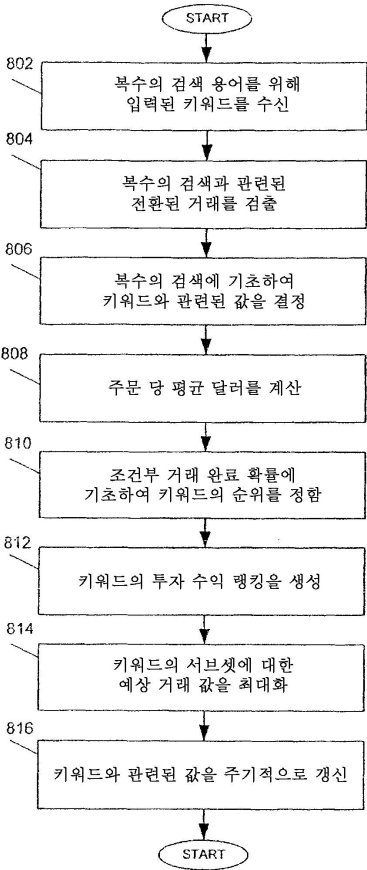 START
802
복수의 검색 용어를 위해
입력된 키워드를 수신
804
복수의 검색과 관련된
전환된 거래를 검출
806
복수의 검색에 기초하여
키워드와 관련된 값을 결정
808
주문 당 평균 달러를 계산
810
조건부 거래 완료 확률에
기초하여 키워드의 순위를 정함
812
키워드의 투자 수익 랭킹을 생성
814
키워드의 서브셋에 대한
예상 거래 값을 최대화
816
키워드와 관련된 값을 주기적으로 갱신
START